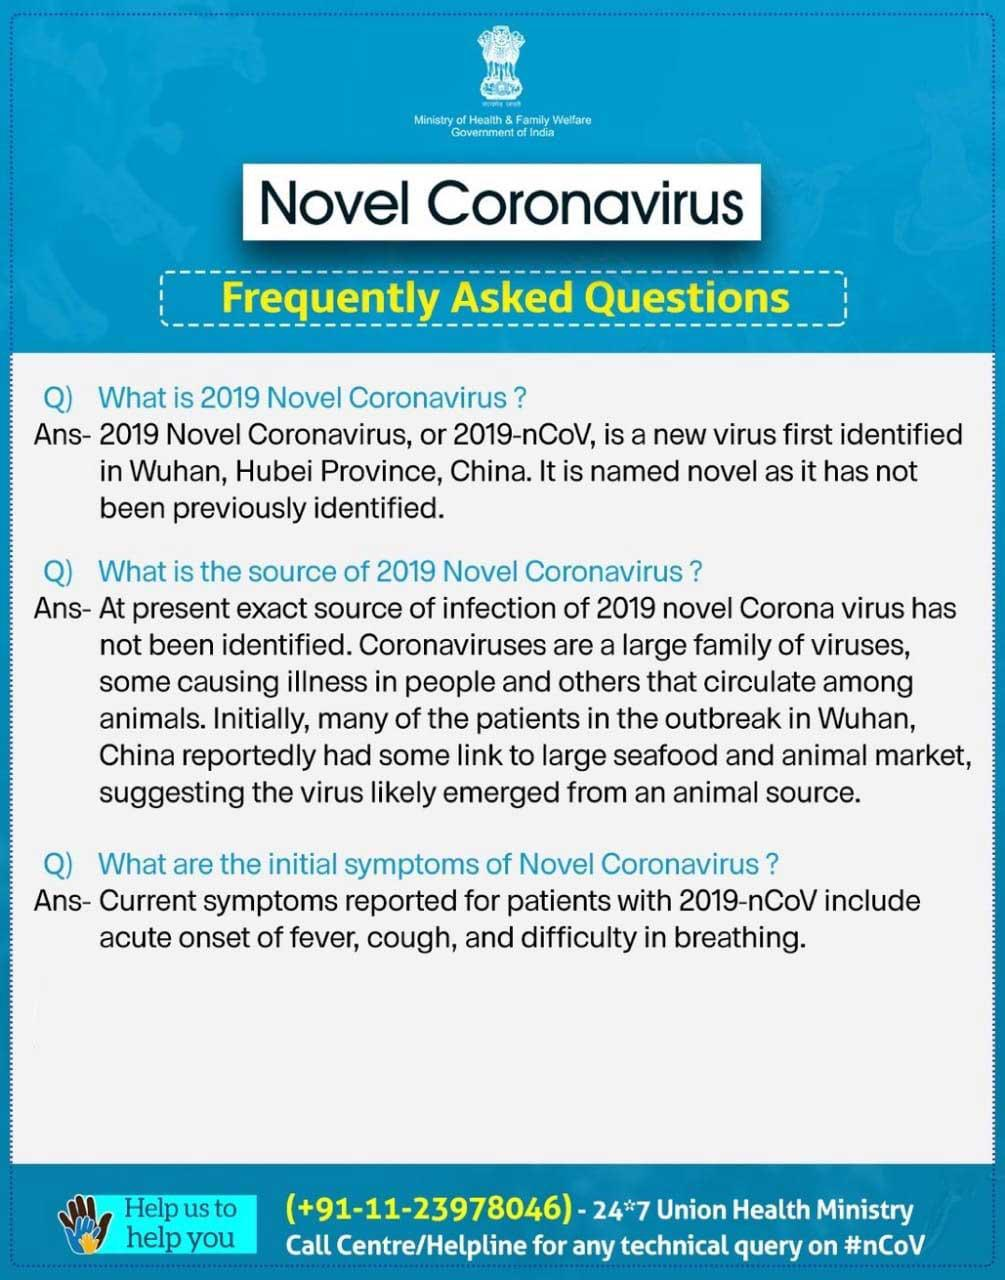 सत्यमेव जयते
Ministry of Health & Family Welfare
Government of India
Novel Coronavirus
Frequently Asked Questions
Q) What is 2019 Novel Coronavirus ?
Ans- 2019 Novel Coronavirus, or 2019-nCoV, is a new virus first identified
in Wuhan, Hubei Province, China. It is named novel as it has not
been previously identified.
Q) What is the source of 2019 Novel Coronavirus ?
Ans- At present exact source of infection of 2019 novel Corona virus has
not been identified. Coronaviruses are a large family of viruses,
some causing illness in people and others that circulate among
animals. Initially, many of the patients in the outbreak in Wuhan,
China reportedly had some link to large seafood and animal market,
suggesting the virus likely emerged from an animal source.
Q) What are the initial symptoms of Novel Coronavirus ?
Ans- Current symptoms reported for patients with 2019-nCoV include
acute onset of fever, cough, and difficulty in breathing.
Help us to
help you
(+91-11-23978046) - 24*7 Union Health Ministry
Call Centre/Helpline for any technical query on #nCoV